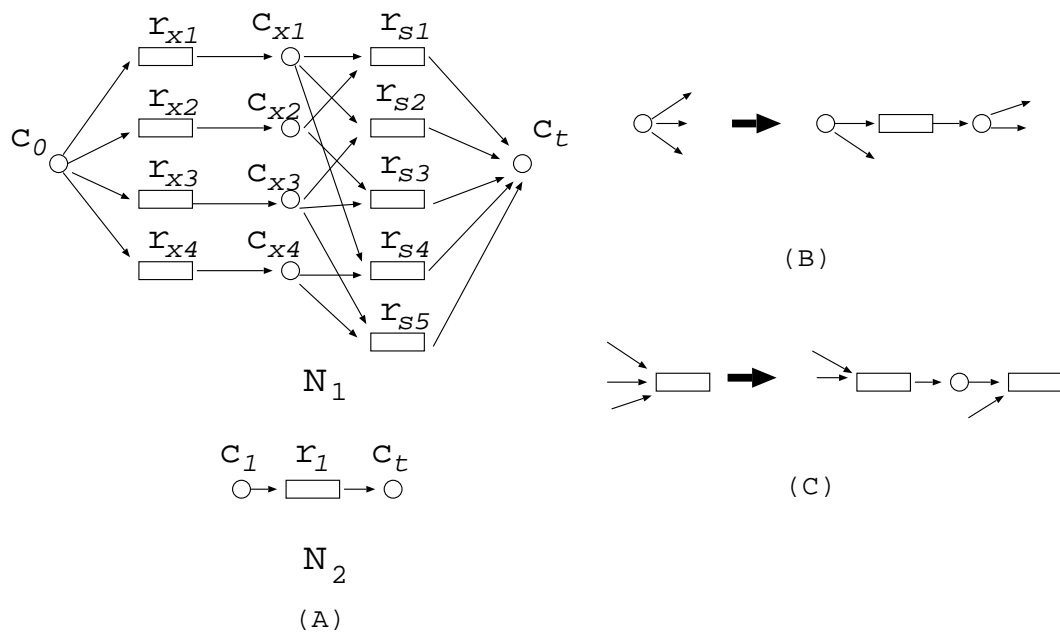 r_x1 c_x1 r_s1
r_x2 c_x2 r_s2
c_0 c_t
r_x3 c_x3 r_s3
r_x4 c_x4 r_s4
r_s5
N_1
c_1 r_1 c_t
N_2
(A)
(B)
(C)